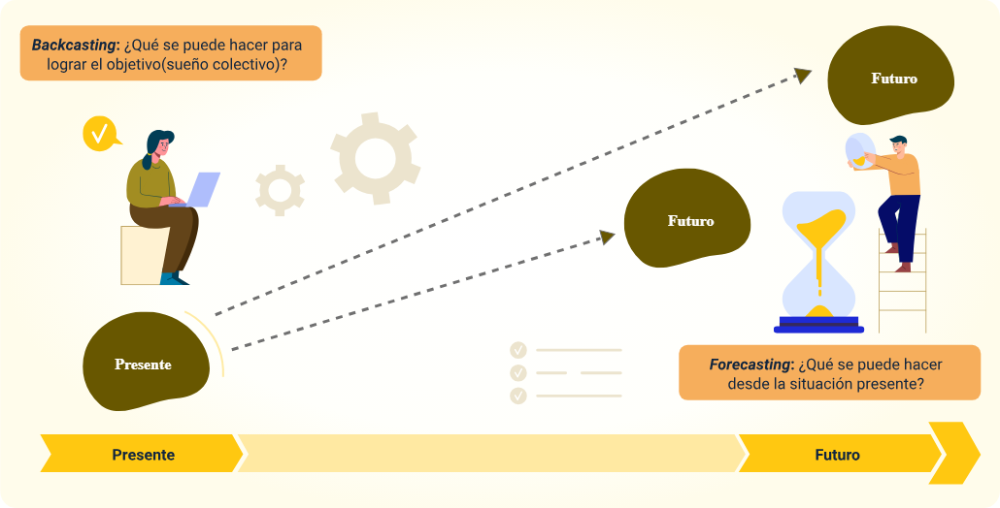 Backcasting: ¿Qué se puede hacer para
lograr el objetivo(sueño colectivo)?
Futuro
Futuro
Presente
Forecasting: ¿Qué se puede hacer
desde la situación presente?
Presente
Futuro